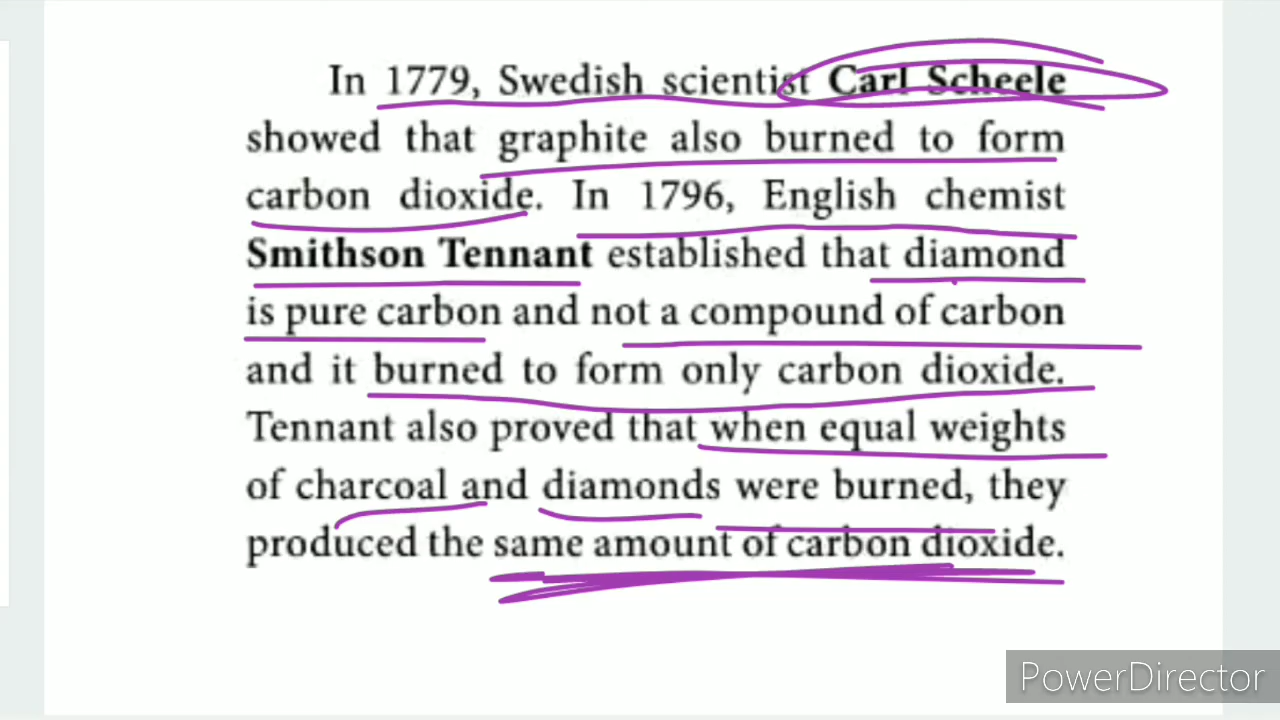 In 1779, Swedish scientist Carl Scheele
showed that graphite also burned to form
carbon dioxide. In 1796, English chemist
Smithson Tennant established that diamond
is pure carbon and not a compound of carbon
and it burned to form only carbon dioxide.
Tennant also proved that when equal weights
of charcoal and diamonds were burned, they
produced the same amount of carbon dioxide.
PowerDirector